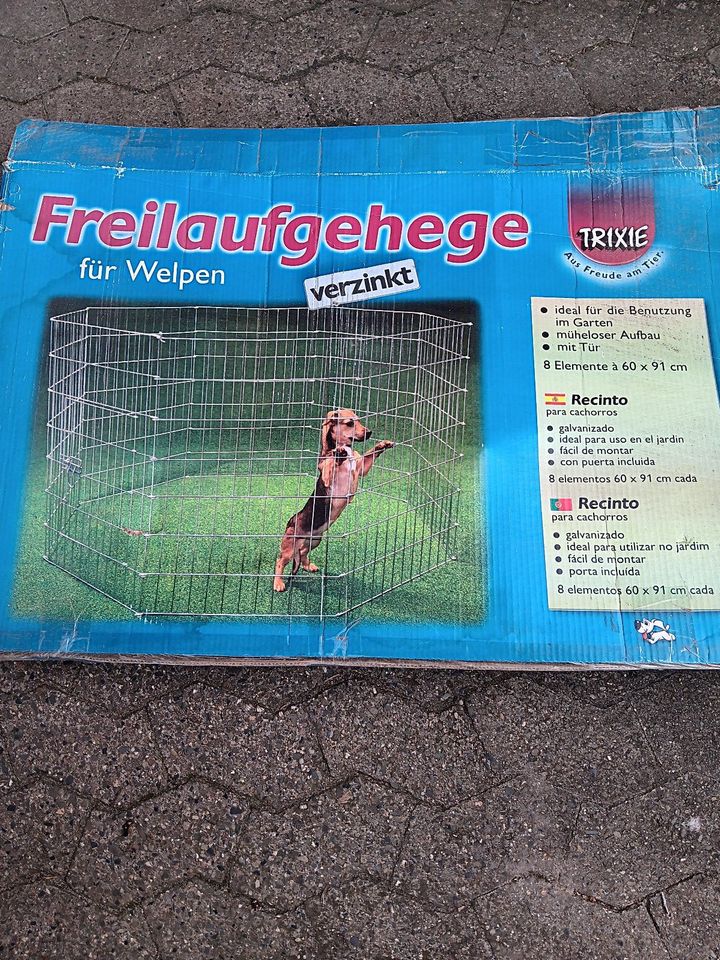 Freilaufgehege
für Welpen
verzinkt
TRIXIE
Aus Freude am Tier.
• ideal für die Benutzung
im Garten
• müheloser Aufbau
• mit Tür
8 Elemente à 60 x 91 cm
Recinto
para cachorros
• galvanizado
• ideal para uso en el jardin
• fácil de montar
• con puerta incluida
8 elementos 60 x 91 cm cada
Recinto
para cachorros
• galvanizado
• ideal para utilizar no jardim
• fácil de montar
• porta incluída
8 elementos 60 x 91 cm cada